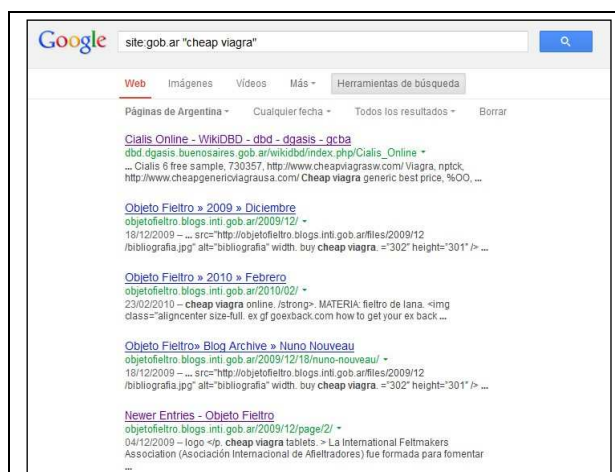 Google site:gob.ar "cheap viagra"
Web Imágenes Vídeos Más Herramientas de búsqueda
Páginas de Argentina Cualquier fecha Todos los resultados Borrar
Cialis Online - WikiDBD - dbd - dgasis - gcba
dbd.dgasis.buenosaires.gob.ar/wikidbd/index.php/Cialis_Online
... Cialis 6 free sample, 730357, http://www.cheapviagrasw.com/ Viagra, nptck,
http://www.cheapgenericviagrausa.com/ Cheap viagra generic best price, %OO, ...
Objeto Fieltro » 2009 » Diciembre
objetofieltro.blogs.inti.gob.ar/2009/12/
18/12/2009 – ... src="http://objetofieltro.blogs.inti.gob.ar/files/2009/12
/bibliografia.jpg" alt="bibliografia" width. buy cheap viagra. ="302" height="301" /> ...
Objeto Fieltro » 2010 » Febrero
objetofieltro.blogs.inti.gob.ar/2010/02/
23/02/2010 – cheap viagra online. /strong>. MATERIA: fieltro de lana. <img
class="aligncenter size-full. ex gf goexback.com how to get your ex back ...
Objeto Fieltro» Blog Archive » Nuno Nouveau
objetofieltro.blogs.inti.gob.ar/2009/12/18/nuno-nouveau/
18/12/2009 – ... src="http://objetofieltro.blogs.inti.gob.ar/files/2009/12
/bibliografia.jpg" alt="bibliografia" width. buy cheap viagra. ="302" height="301" /> ...
Newer Entries - Objeto Fieltro
objetofieltro.blogs.inti.gob.ar/2009/12/page/2/
04/12/2009 – logo </p. cheap viagra tablets. > La International Feltmakers
Association (Asociación Internacional de Afieltradores) fue formada para fomentar
...